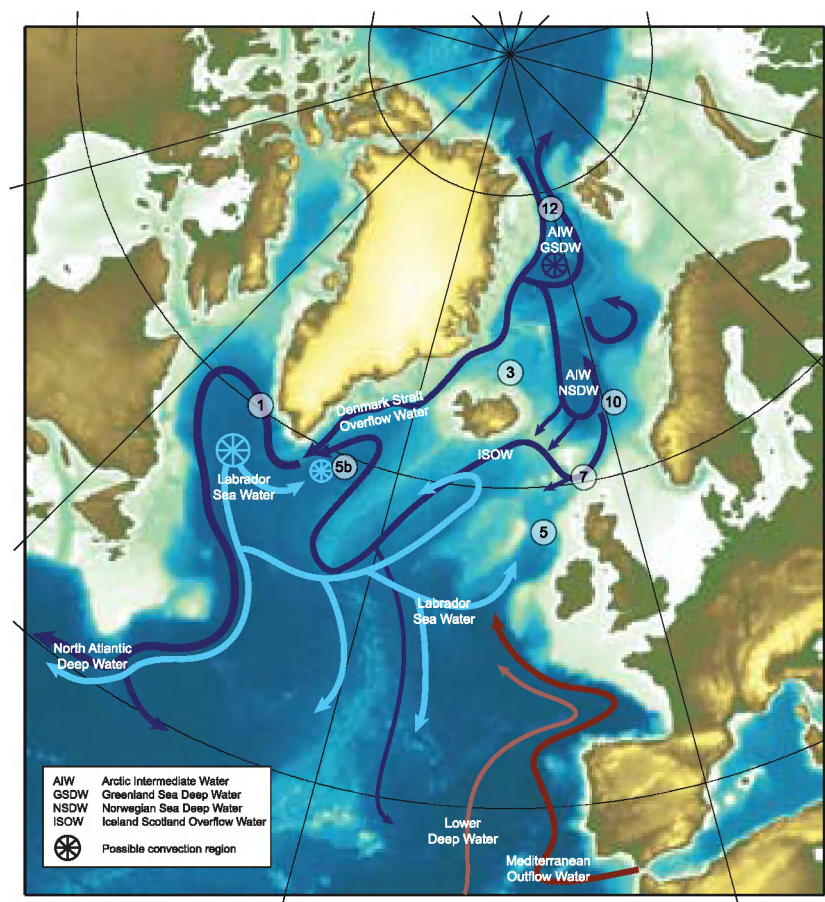 12
AIW
GSDW
3
AIW
NSDW
10
1
Denmark Strait
Overflow Water
ISOW
5b
7
Labrador
Sea Water
5
Labrador
Sea Water
North Atlantic
Deep Water
AIW Arctic Intermediate Water
GSDW Greenland Sea Deep Water
NSDW Norwegian Sea Deep Water
ISOW Iceland Scotland Overflow Water
Possible convection region
Lower
Deep Water
Mediterranean
Outflow Water